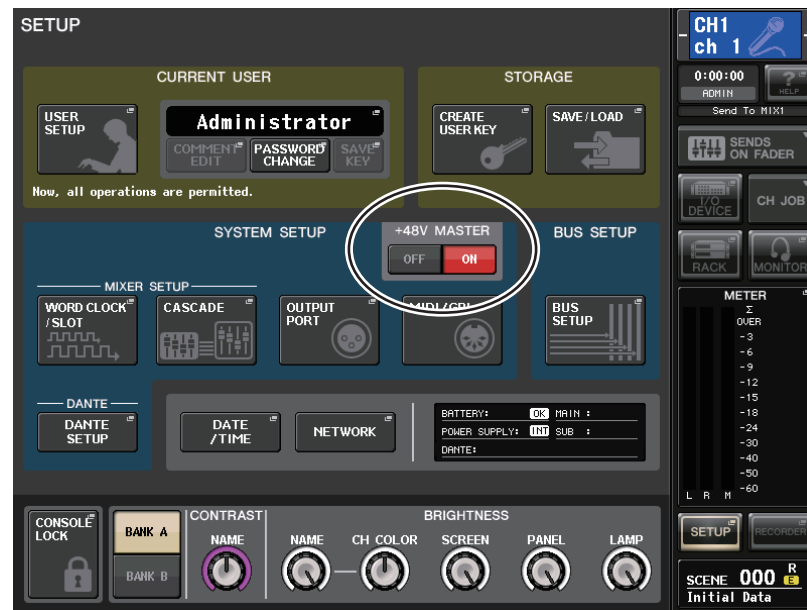 SETUP
CURRENT USER
USER SETUP
Administrator
COMMENT EDIT
PASSWORD CHANGE
SAVE KEY
Now, all operations are permitted.
STORAGE
CREATE USER KEY
SAVE/LOAD
SYSTEM SETUP
+48V MASTER
OFF
ON
MIXER SETUP
WORD CLOCK /SLOT
CASCADE
OUTPUT PORT
MIDI/GPI
BUS SETUP
BUS SETUP
DANTE
DANTE SETUP
DATE /TIME
NETWORK
BATTERY: OK MAIN :
POWER SUPPLY: INT SUB :
DANTE:
CONSOLE LOCK
BANK A
BANK B
CONTRAST
NAME
BRIGHTNESS
NAME
CH COLOR
SCREEN
PANEL
LAMP
CH1
ch 1
0:00:00
ADMIN
?
HELP
Send To MIX1
SENDS ON FADER
I/O DEVICE
CH JOB
RACK
MONITOR
METER
Σ
OVER
-3
-6
-9
-12
-15
-18
-24
-30
-40
-50
-60
L R M
SETUP
RECORDER
SCENE 000 R
E
Initial Data